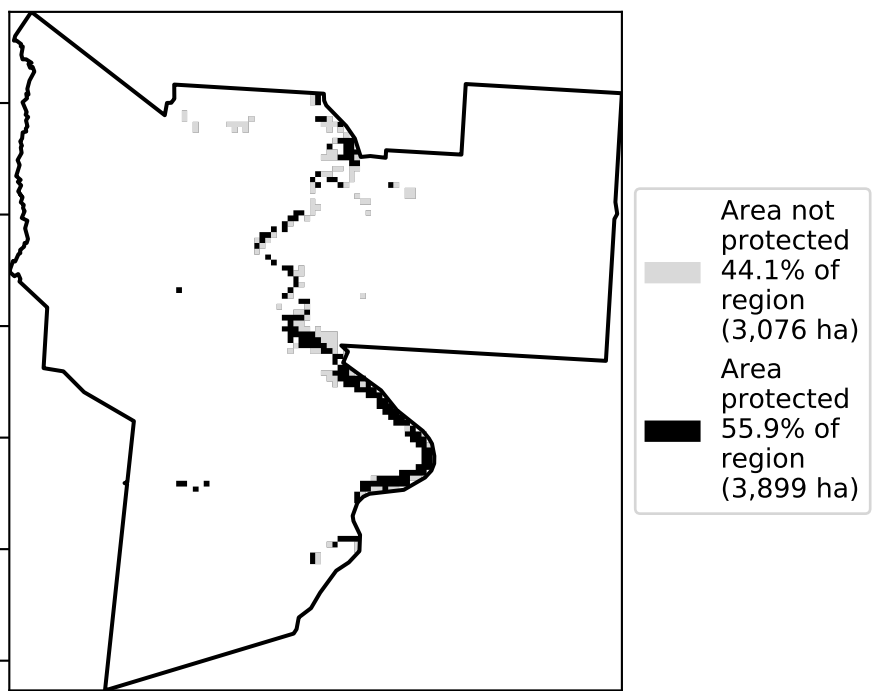 Area not
protected
44.1% of
region
(3,076 ha)
Area
protected
55.9% of
region
(3,899 ha)